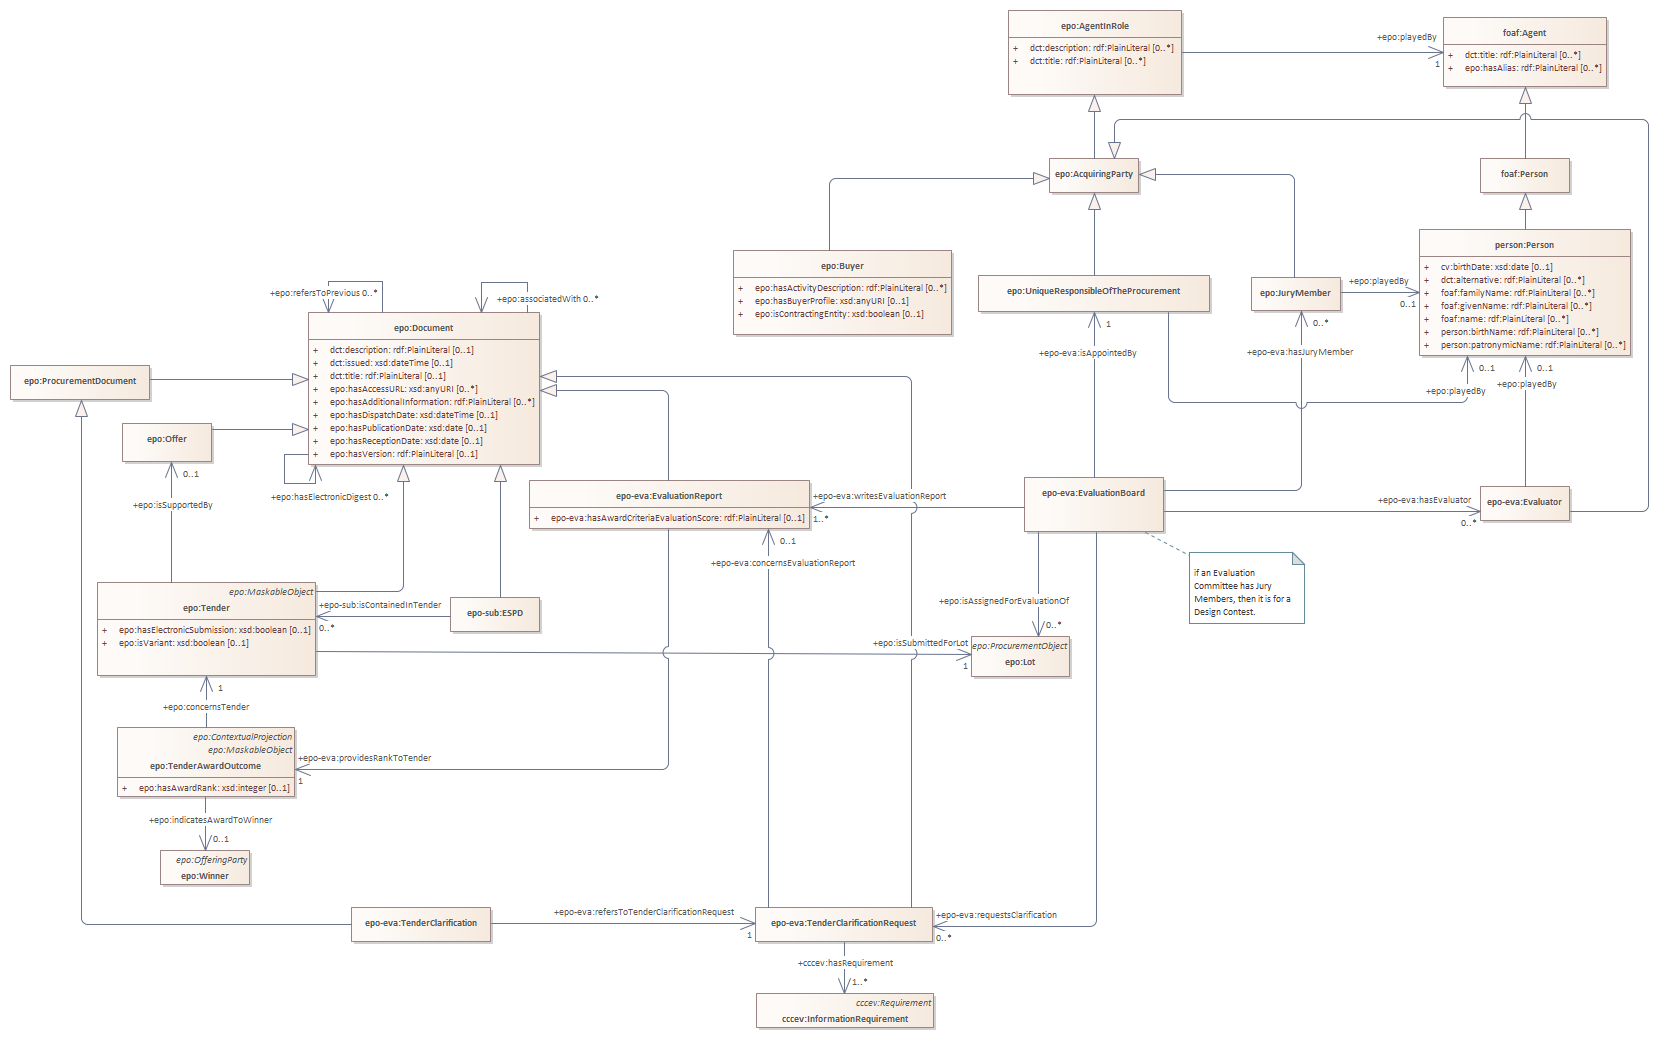 epo:AgentInRole
+ dct:description: rdf:PlainLiteral [0..*]
+ dct:title: rdf:PlainLiteral [0..*]
+epo:playedBy
1
foaf:Agent
+ dct:title: rdf:PlainLiteral [0..*]
+ epo:hasAlias: rdf:PlainLiteral [0..*]
epo:AcquiringParty
foaf:Person
epo:Buyer
+ epo:hasActivityDescription: rdf:PlainLiteral [0..*]
+ epo:hasBuyerProfile: xsd:anyURI [0..1]
+ epo:isContractingEntity: xsd:boolean [0..1]
epo:UniqueResponsibleOfTheProcurement
epo:JuryMember
+epo:playedBy
0..1
person:Person
+ cv:birthDate: xsd:date [0..1]
+ dct:alternative: rdf:PlainLiteral [0..*]
+ foaf:familyName: rdf:PlainLiteral [0..*]
+ foaf:givenName: rdf:PlainLiteral [0..*]
+ foaf:name: rdf:PlainLiteral [0..*]
+ person:birthName: rdf:PlainLiteral [0..*]
+ person:patronymicName: rdf:PlainLiteral [0..*]
+epo:refersToPrevious 0..*
+epo:associatedWith 0..*
epo:Document
+ dct:description: rdf:PlainLiteral [0..1]
+ dct:issued: xsd:dateTime [0..1]
+ dct:title: rdf:PlainLiteral [0..1]
+ epo:hasAccessURL: xsd:anyURI [0..*]
+ epo:hasAdditionalInformation: rdf:PlainLiteral [0..*]
+ epo:hasDispatchDate: xsd:dateTime [0..1]
+ epo:hasPublicationDate: xsd:date [0..1]
+ epo:hasReceptionDate: xsd:date [0..1]
+ epo:hasVersion: rdf:PlainLiteral [0..1]
+epo:hasElectronicDigest 0..*
epo:ProcurementDocument
epo:Offer
0..1
+epo:isSupportedBy
1
+epo-eva:isAppointedBy
0..*
+epo-eva:hasJuryMember
0..1
+epo:playedBy
0..1
+epo:playedBy
epo-eva:EvaluationReport
+ epo-eva:hasAwardCriteriaEvaluationScore: rdf:PlainLiteral [0..1]
+epo-eva:writesEvaluationReport
1..*
epo-eva:EvaluationBoard
+epo-eva:hasEvaluator
0..*
epo-eva:Evaluator
0..1
+epo-eva:concernsEvaluationReport
if an Evaluation
Committee has Jury
Members, then it is for a
Design Contest.
epo:MaskableObject
epo:Tender
+ epo:hasElectronicSubmission: xsd:boolean [0..1]
+ epo:isVariant: xsd:boolean [0..1]
+epo-sub:isContainedInTender
0..*
epo-sub:ESPD
+epo:isAssignedForEvaluationOf
0..*
+epo:isSubmittedForLot
1
epo:ProcurementObject
epo:Lot
1
+epo:concernsTender
epo:ContextualProjection
epo:MaskableObject
epo:TenderAwardOutcome
+ epo:hasAwardRank: xsd:integer [0..1]
+epo-eva:providesRankToTender
1
+epo:indicatesAwardToWinner
0..1
epo:OfferingParty
epo:Winner
epo-eva:TenderClarification
+epo-eva:refersToTenderClarificationRequest
1
epo-eva:TenderClarificationRequest
+epo-eva:requestsClarification
0..*
+cccev:hasRequirement
1..*
cccev:Requirement
cccev:InformationRequirement